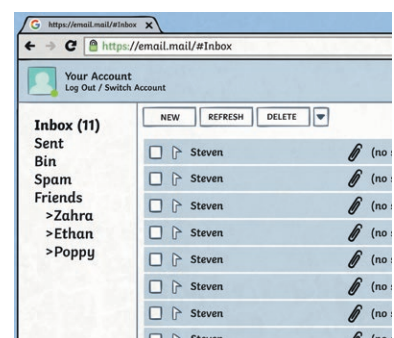 https://email.mail/#Inbox
https://email.mail/#Inbox
Your Account
Log Out / Switch Account
NEW REFRESH DELETE
Inbox (11)
Sent
Bin
Spam
Friends
>Zahra
>Ethan
>Poppy
Steven (no
Steven (no
Steven (no
Steven (no
Steven (no
Steven (no
Steven (no
Steven